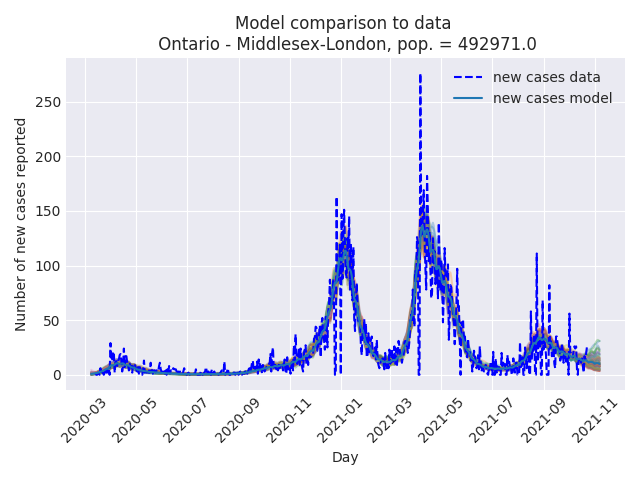 Model comparison to data
Ontario - Middlesex-London, pop. = 492971.0
new cases data
new cases model
Number of new cases reported
250
200
150
100
50
0
2020-03
2020-05
2020-07
2020-09
2020-11
2021-01
2021-03
2021-05
2021-07
2021-09
2021-11
Day